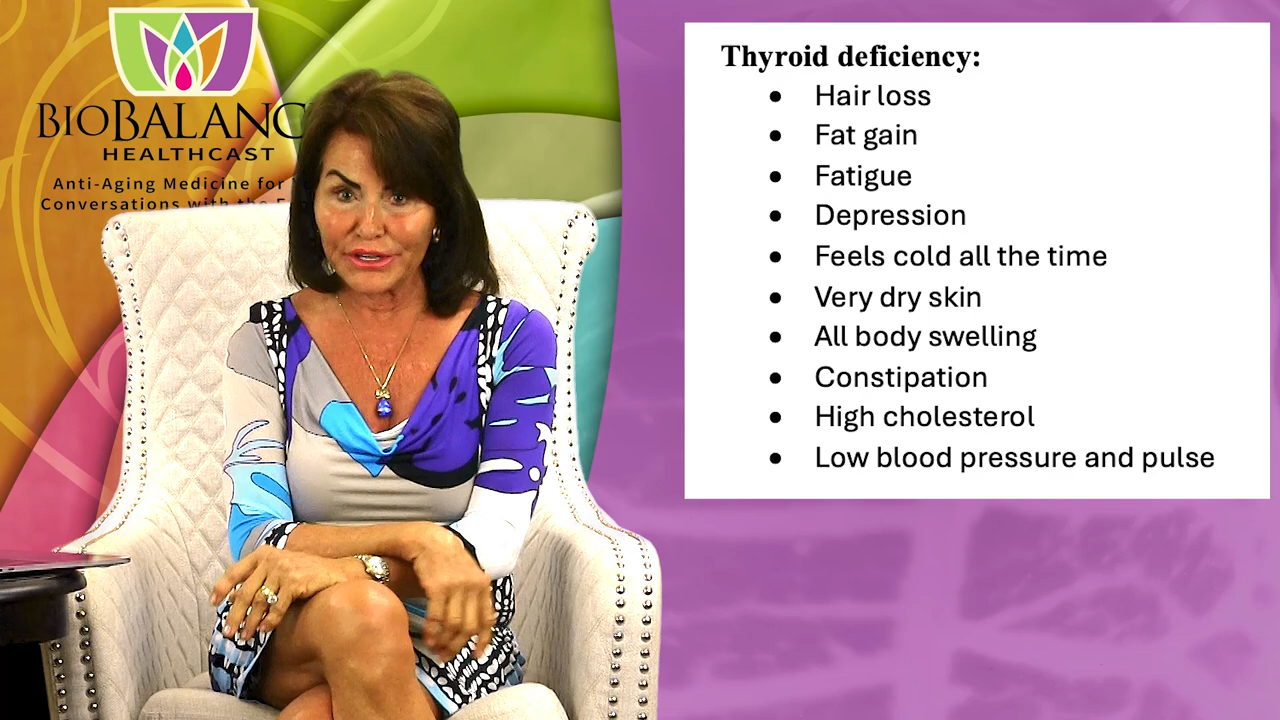 BIOBALANC
HEALTHCAST
Anti-Aging Medicine for
Conversations with the
Thyroid deficiency:
• Hair loss
• Fat gain
• Fatigue
• Depression
• Feels cold all the time
• Very dry skin
• All body swelling
• Constipation
• High cholesterol
• Low blood pressure and pulse